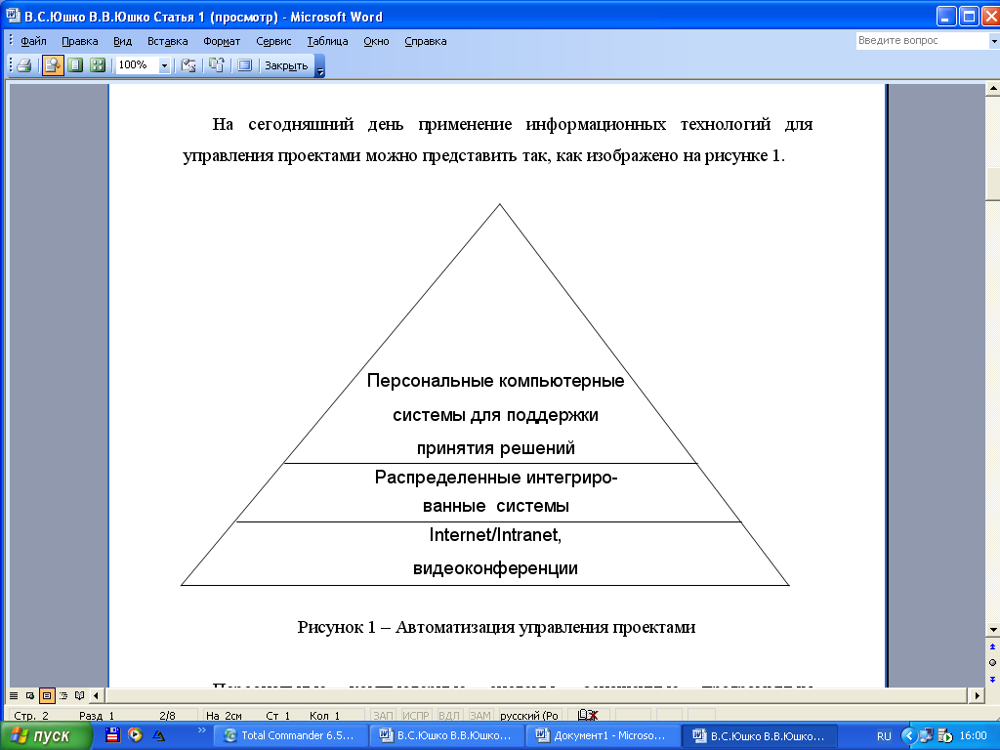 В.С.Юшко В.В.Юшко Статья 1 (просмотр) - Microsoft Word
Файл Правка Вид Вставка Формат Сервис Таблица Окно Справка
Введите вопрос
100% Закрыть
На сегодняшний день применение информационных технологий для
управления проектами можно представить так, как изображено на рисунке 1.
Персональные компьютерные
системы для поддержки
принятия решений
Распределенные интегриро-
ванные системы
Internet/Intranet,
видеоконференции
Рисунок 1 – Автоматизация управления проектами
Стр. 2 Разд 1 2/8 На 2см Ст 1 Кол 1 ЗАП ИСПР ВДЛ ЗАМ русский (Ро
пуск Total Commander 6.5... В.С.Юшко В.В.Юшко... Документ1 - Microso... В.С.Юшко В.В.Юшко... RU 16:00